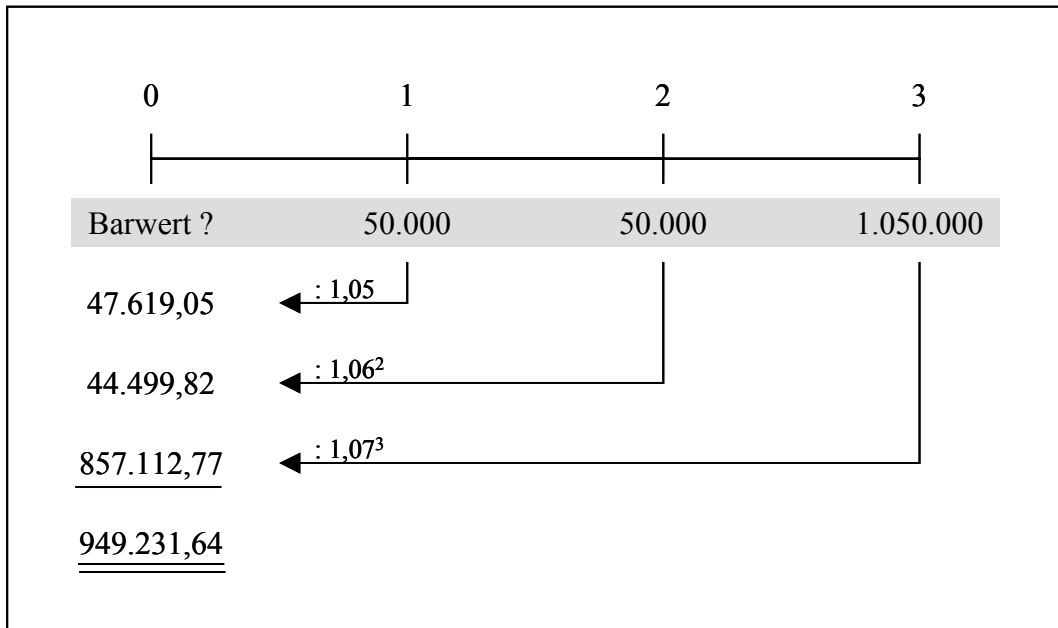 0 1 2 3
Barwert ? 50.000 50.000 1.050.000
47.619,05 : 1,05
44.499,82 : 1,06²
857.112,77 : 1,07³
949.231,64